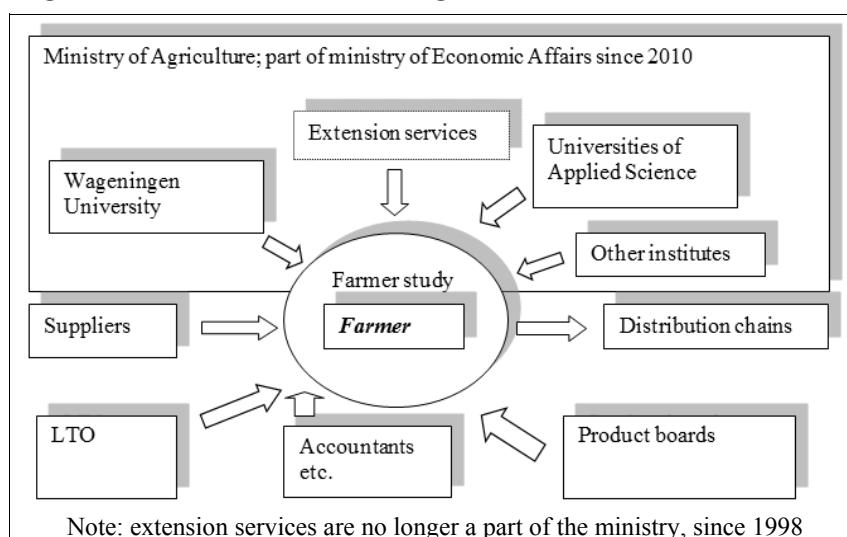 Ministry of Agriculture; part of ministry of Economic Affairs since 2010
Extension services
Universities of
Applied Science
Wageningen
University
Other institutes
Farmer study
Suppliers
Farmer
Distribution chains
LTO
Accountants
etc.
Product boards
Note: extension services are no longer a part of the ministry, since 1998